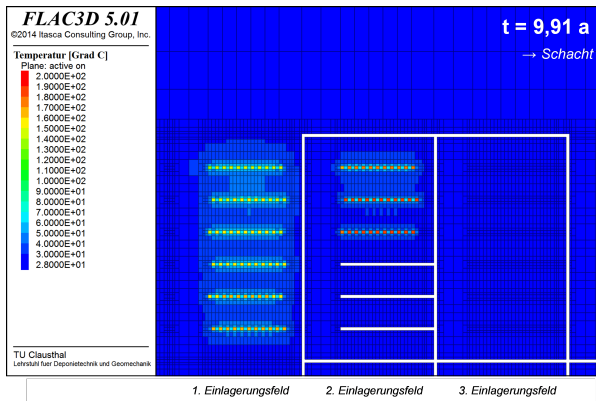 FLAC3D 5.01
©2014 Itasca Consulting Group, Inc.
Temperatur [Grad C]
Plane: active on
2.0000E+02
1.9000E+02
1.8000E+02
1.7000E+02
1.6000E+02
1.5000E+02
1.4000E+02
1.3000E+02
1.2000E+02
1.1000E+02
1.0000E+02
9.0000E+01
8.0000E+01
7.0000E+01
6.0000E+01
5.0000E+01
4.0000E+01
3.0000E+01
2.8000E+01
TU Clausthal
Lehrstuhl fuer Deponietechnik und Geomechanik
t = 9,91 a
→ Schacht
1. Einlagerungsfeld
2. Einlagerungsfeld
3. Einlagerungsfeld